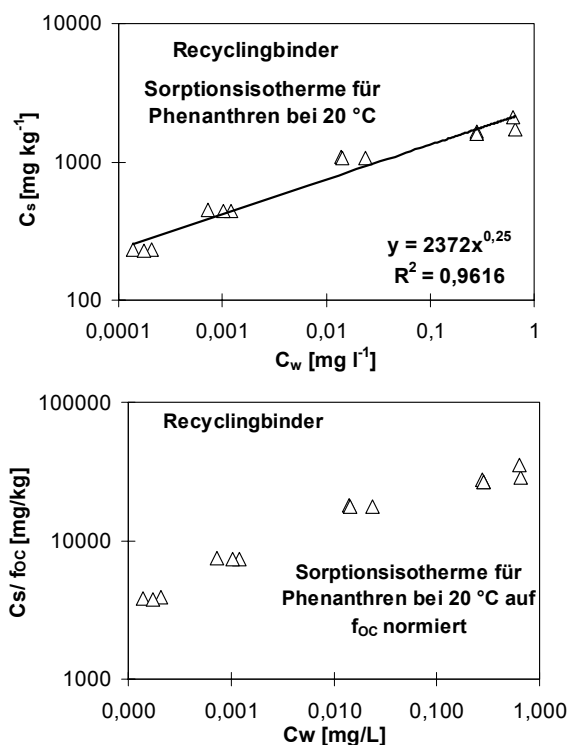 10000
Recyclingbinder
Sorptionsisotherme für
Phenanthren bei 20 °C
Cs [mg kg-1]
1000
y = 2372x0,25
R2 = 0,9616
100
0,0001 0,001 0,01 0,1 1
Cw [mg l-1]
100000
Recyclingbinder
Cs/ foc [mg/kg]
10000
Sorptionsisotherme für
Phenanthren bei 20 °C auf
fOC normiert
1000
0,000 0,001 0,010 0,100 1,000
Cw [mg/L]